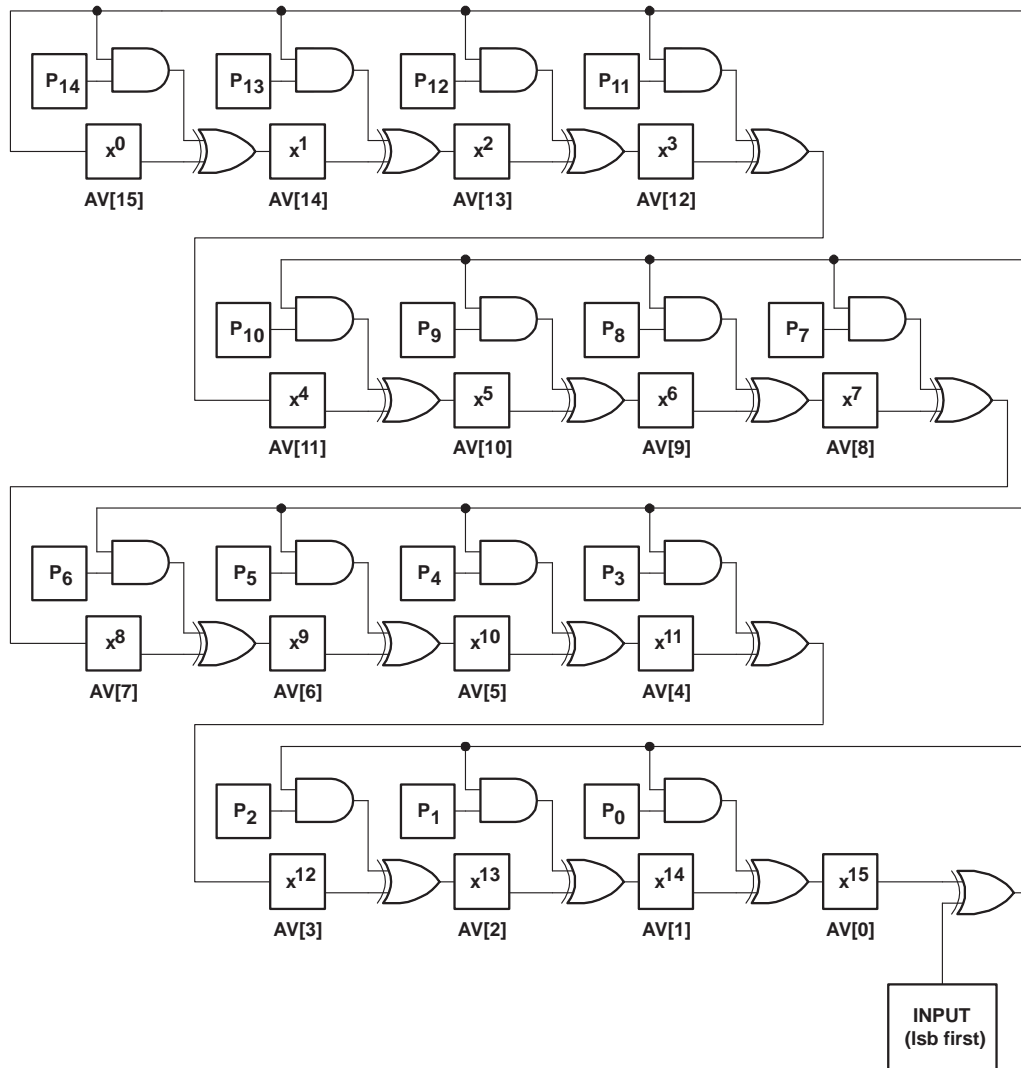 P14 P13 P12 P11
x0 x1 x2 x3
AV[15] AV[14] AV[13] AV[12]
P10 P9 P8 P7
x4 x5 x6 x7
AV[11] AV[10] AV[9] AV[8]
P6 P5 P4 P3
x8 x9 x10 x11
AV[7] AV[6] AV[5] AV[4]
P2 P1 P0
x12 x13 x14 x15
AV[3] AV[2] AV[1] AV[0]
INPUT
(lsb first)